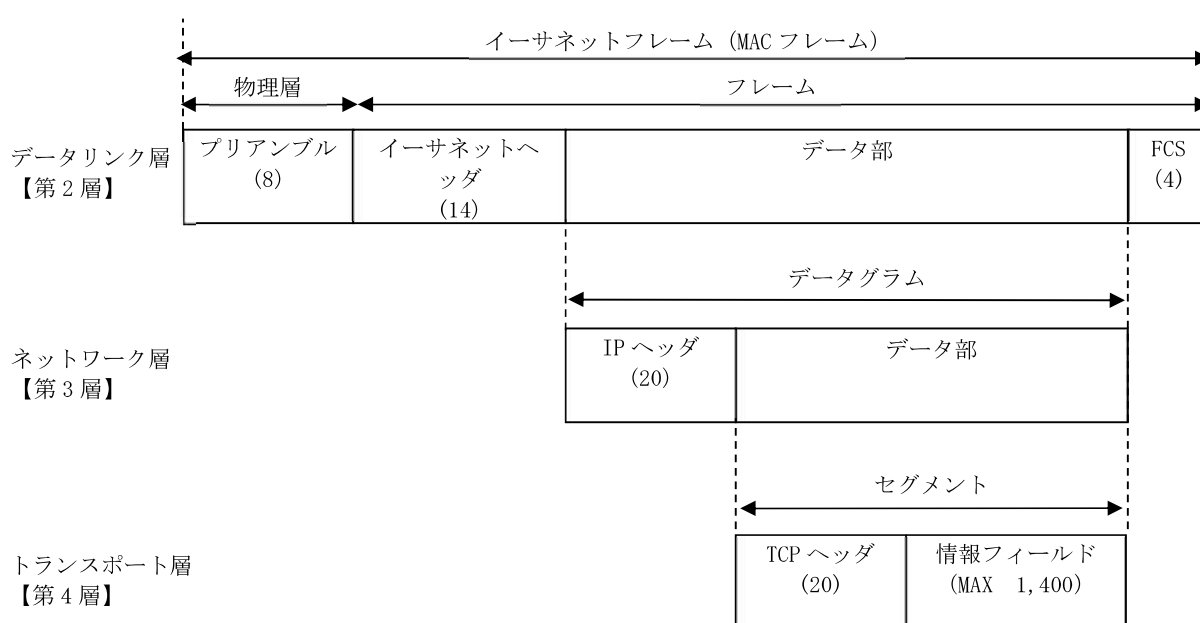 イーサネットフレーム（MAC フレーム）
物理層
フレーム
データリンク層
【第2層】
プリアンブル
(8)
イーサネットヘ
ッダ
(14)
データ部
FCS
(4)
データグラム
ネットワーク層
【第3層】
IP ヘッダ
(20)
データ部
セグメント
トランスポート層
【第4層】
TCP ヘッダ
(20)
情報フィールド
(MAX　1,400)